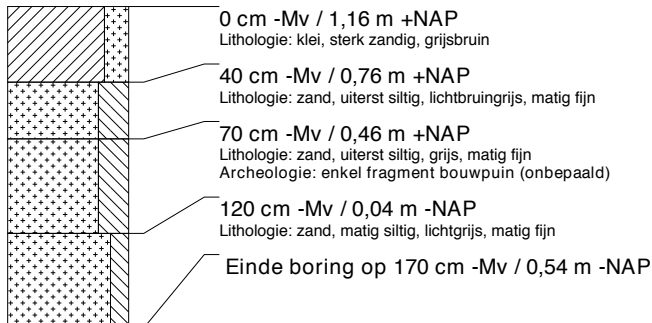 0 cm -Mv / 1,16 m +NAP
Lithologie: klei, sterk zandig, grijsbruin
40 cm -Mv / 0,76 m +NAP
Lithologie: zand, uiterst siltig, lichtbruingrijs, matig fijn
70 cm -Mv / 0,46 m +NAP
Lithologie: zand, uiterst siltig, grijs, matig fijn
Archeologie: enkel fragment bouwpuin (onbepaald)
120 cm -Mv / 0,04 m -NAP
Lithologie: zand, matig siltig, lichtgrijs, matig fijn
Einde boring op 170 cm -Mv / 0,54 m -NAP